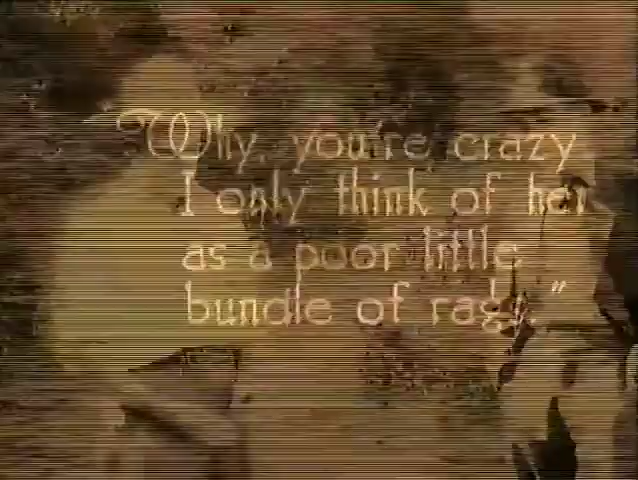 Why, you're crazy
I only think of her
as a poor little
bundle of rags."